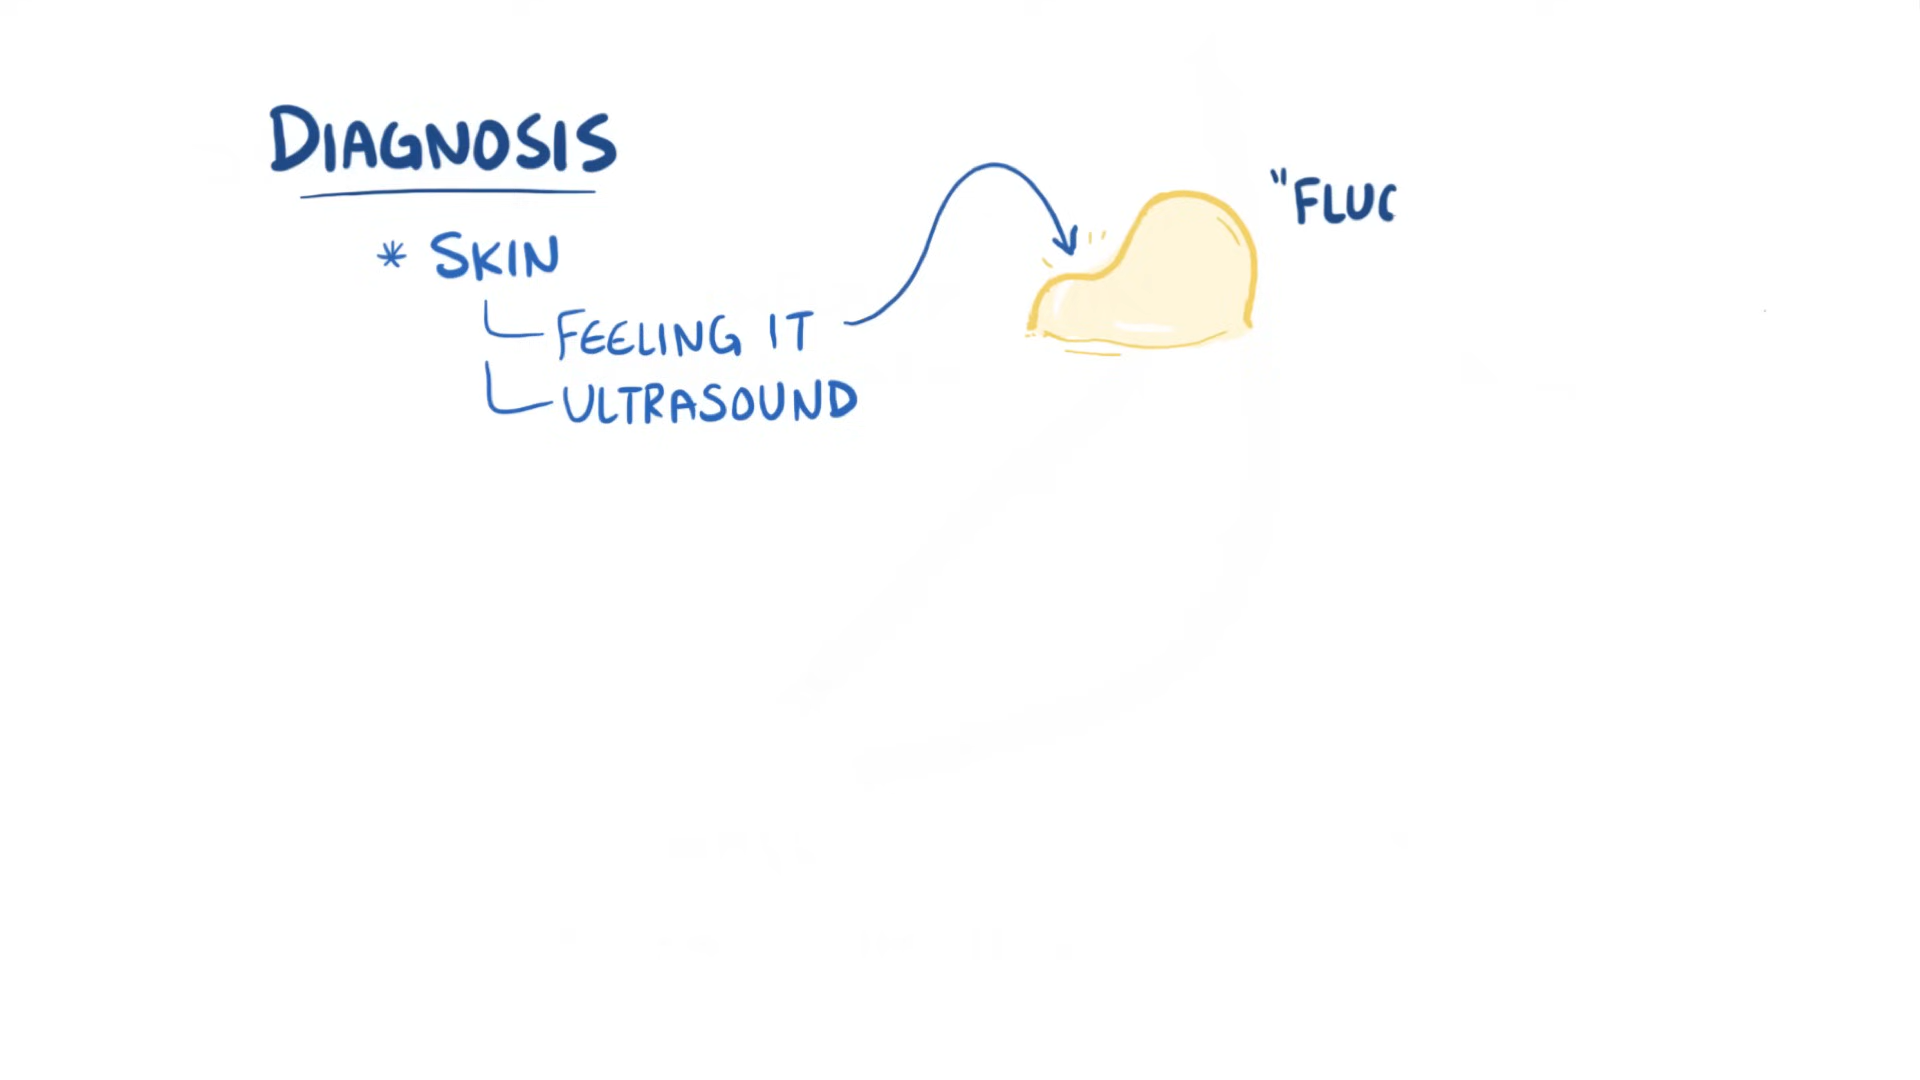 DIAGNOSIS
* SKIN
FEELING IT
ULTRASOUND
"FLUC